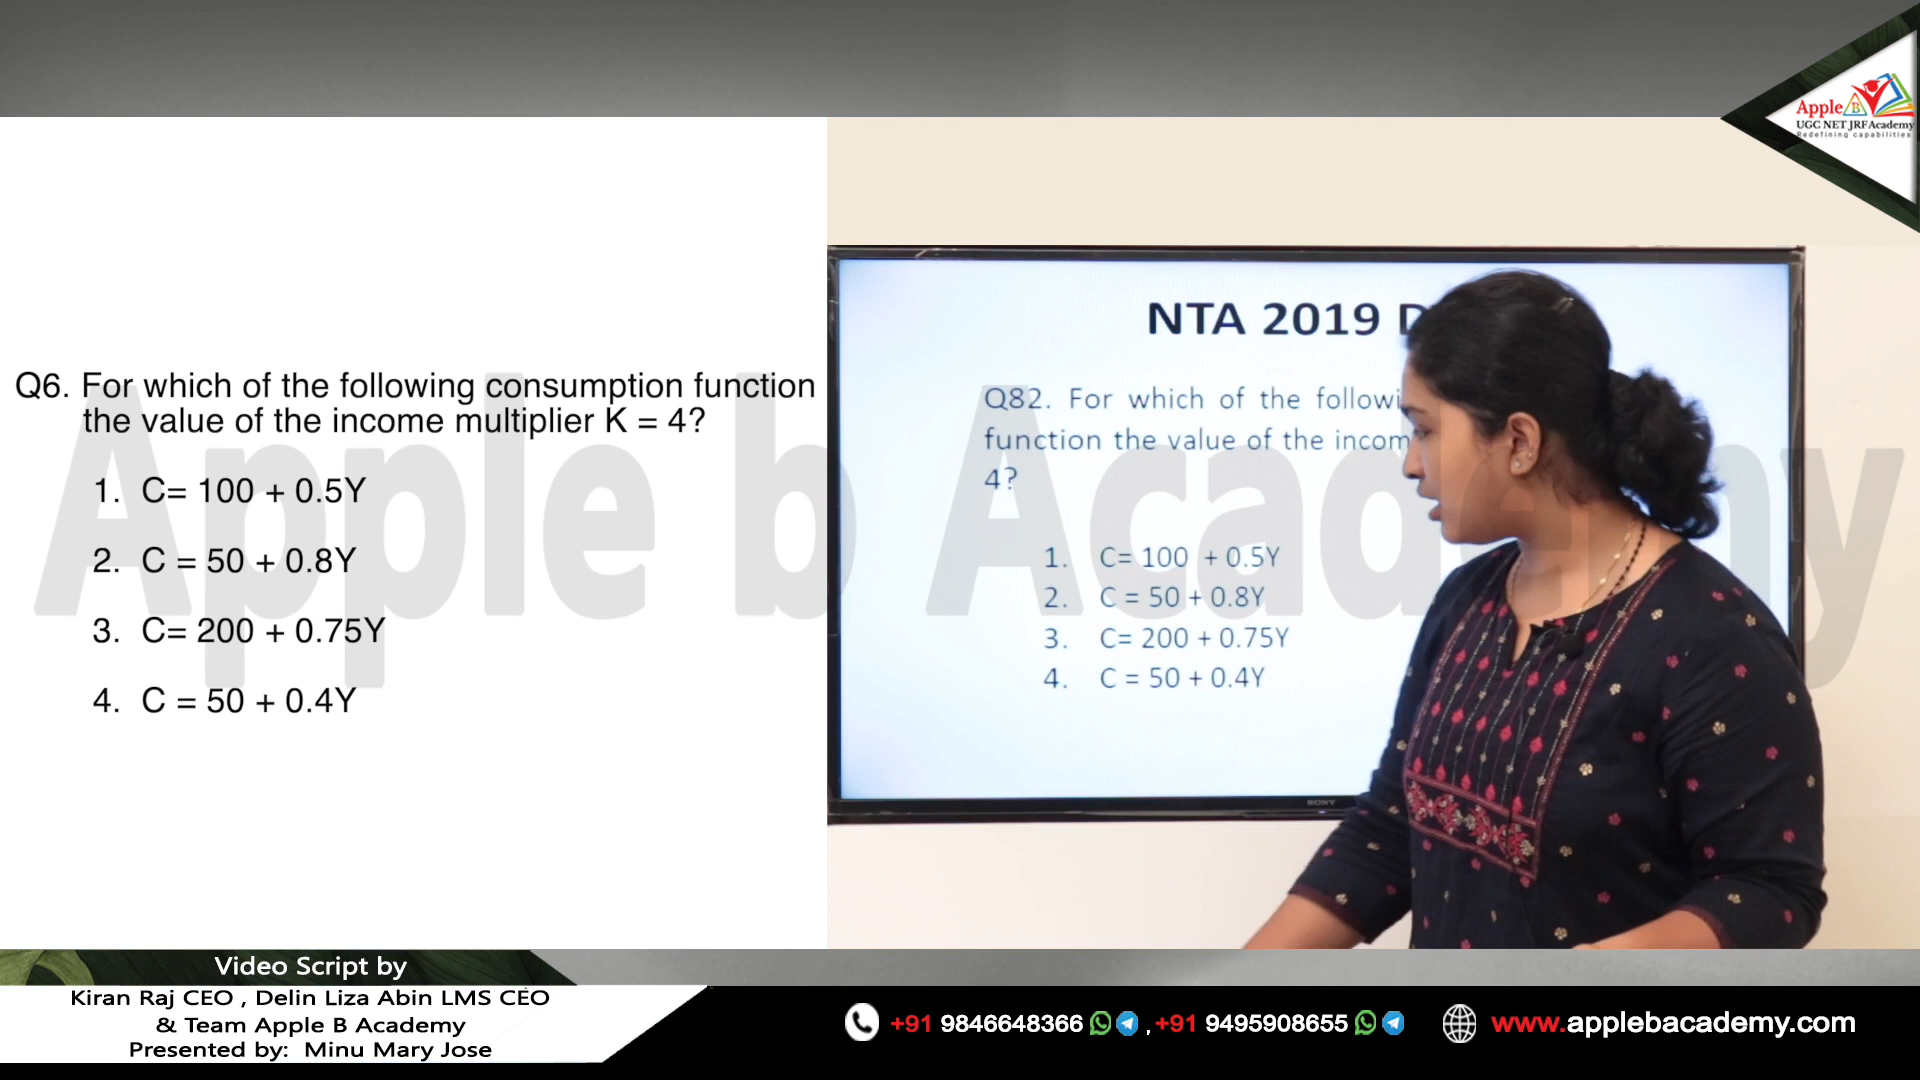 Apple B
UGC NET JRF Academy
Redefining capabilities
Q6. For which of the following consumption function
the value of the income multiplier K = 4?
1. C= 100 + 0.5Y
2. C = 50 + 0.8Y
3. C= 200 + 0.75Y
4. C = 50 + 0.4Y
Apple b Academy
NTA 2019
Q82. For which of the
function the value of the
4?
1. C= 100 + 0.5Y
2. C = 50 + 0.8Y
3. C= 200 + 0.75Y
4. C = 50 + 0.4Y
SONY
Video Script by
Kiran Raj CEO , Delin Liza Abin LMS CEO
& Team Apple B Academy
Presented by: Minu Mary Jose
+91 9846648366 , +91 9495908655 www.applebacademy.com